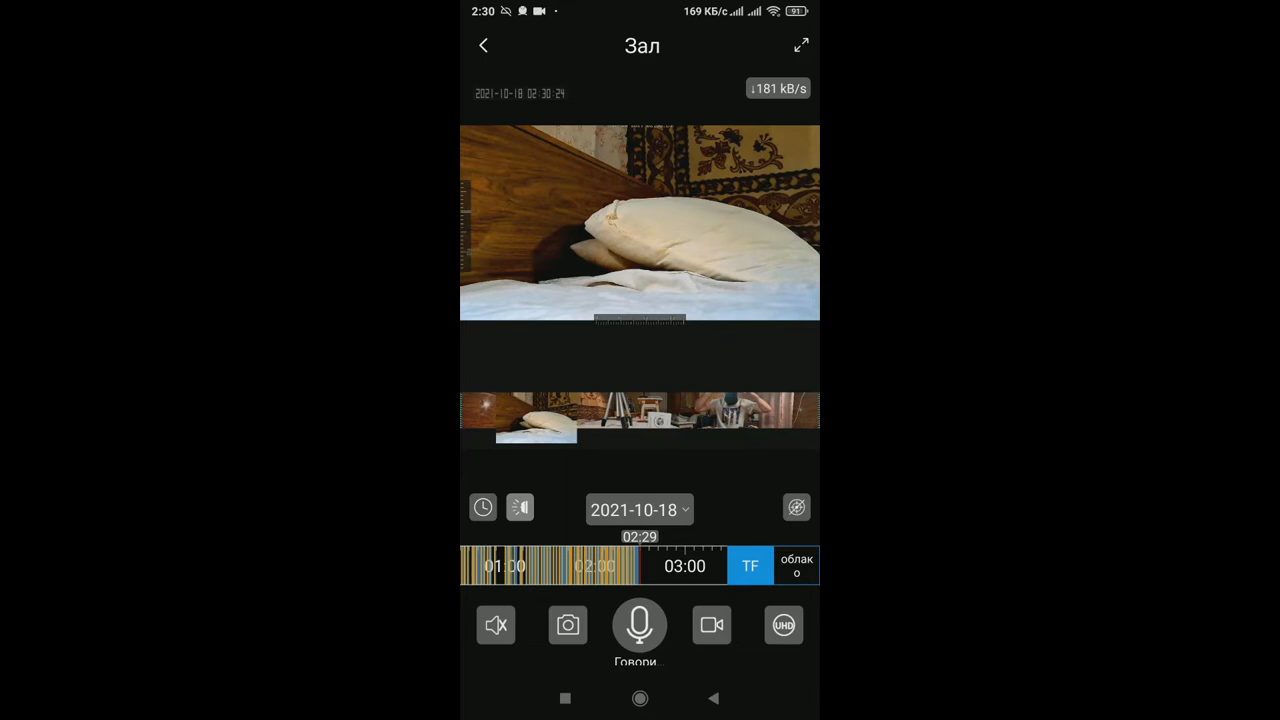 2:30
169 КБ/с
91
Зал
2021-10-18 02:30:24
↓181 kB/s
2021-10-18
02:29
01:00
02:00
03:00
TF
облак
о
UHD
Говори...